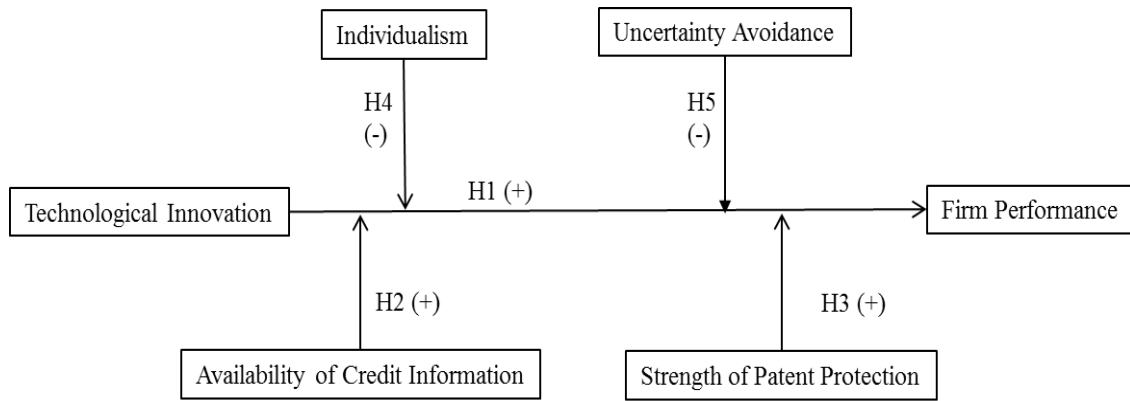 Individualism
Uncertainty Avoidance
H4
(-)
H5
(-)
H1 (+)
Technological Innovation
Firm Performance
H2 (+)
H3 (+)
Availability of Credit Information
Strength of Patent Protection